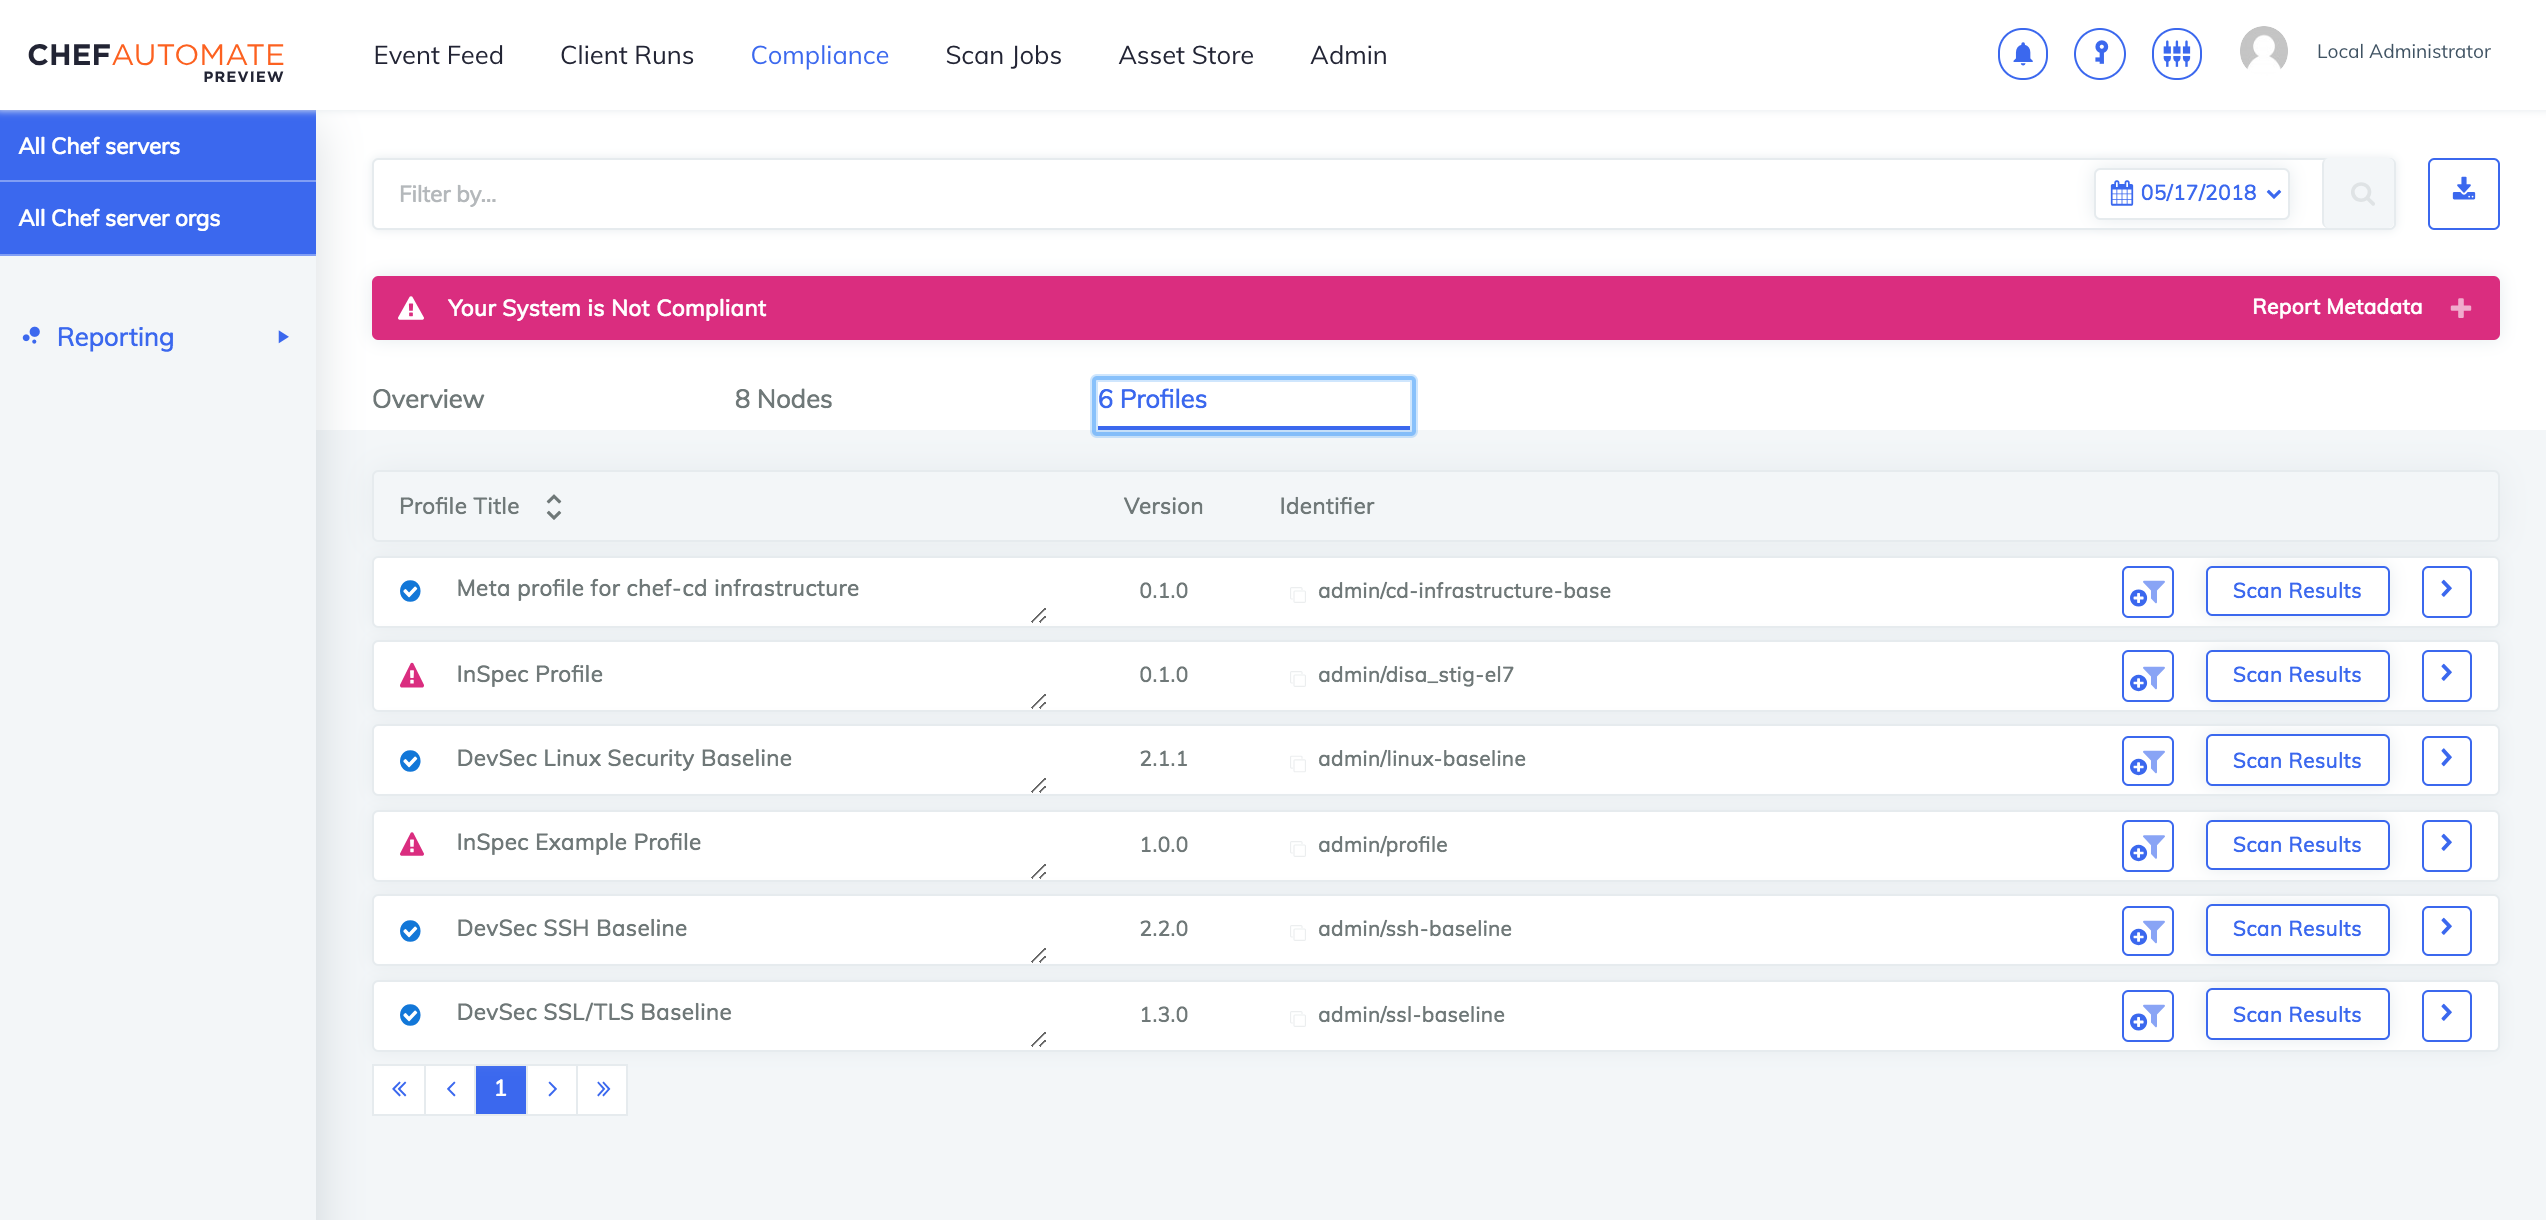 CHEFAUTOMATE
PREVIEW
Event Feed
Client Runs
Compliance
Scan Jobs
Asset Store
Admin
Local Administrator
All Chef servers
All Chef server orgs
Reporting
Filter by...
05/17/2018
Your System is Not Compliant
Report Metadata
Overview
8 Nodes
6 Profiles
Profile Title Version Identifier
Meta profile for chef-cd infrastructure 0.1.0 admin/cd-infrastructure-base Scan Results
InSpec Profile 0.1.0 admin/disa_stig-el7 Scan Results
DevSec Linux Security Baseline 2.1.1 admin/linux-baseline Scan Results
InSpec Example Profile 1.0.0 admin/profile Scan Results
DevSec SSH Baseline 2.2.0 admin/ssh-baseline Scan Results
DevSec SSL/TLS Baseline 1.3.0 admin/ssl-baseline Scan Results
« ‹ 1 › »